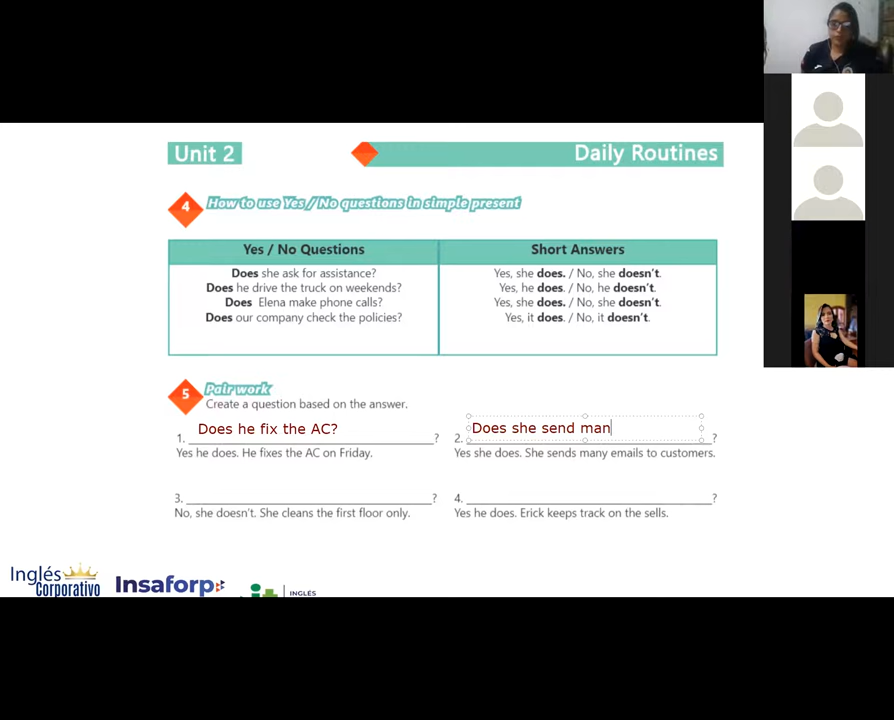 Unit 2
Daily Routines
4
How to use Yes / No questions in simple present
Yes / No Questions
Short Answers
Does she ask for assistance?
Yes, she does. / No, she doesn't.
Does he drive the truck on weekends?
Yes, he does. / No, he doesn't.
Does Elena make phone calls?
Yes, she does. / No, she doesn't.
Does our company check the policies?
Yes, it does. / No, it doesn't.
5
Pair work
Create a question based on the answer.
1. Does he fix the AC? ?
Yes he does. He fixes the AC on Friday.
2. Does she send man ?
Yes she does. She sends many emails to customers.
3. ?
No, she doesn't. She cleans the first floor only.
4. ?
Yes he does. Erick keeps track on the sells.
Inglés
Corporativo
Insaforp
INGLÉS